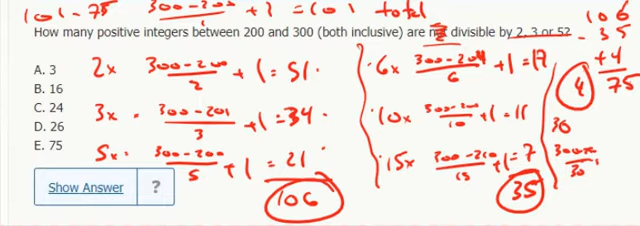 101-75 300-200/1 +1 = 101 total 106
How many positive integers between 200 and 300 (both inclusive) are not divisible by 2, 3 or 5? - 35
A. 3 2x 300-200/2 +1 = 51. 6x 300-204/6 +1 = 17 +4
B. 16 4 75
C. 24 3x = 300-201/3 +1 = 34. 10x 300-200/10 +1 = 11 30
D. 26
E. 75 5x. 300-200/5 +1 = 21 15x 300-210/15 +1 = 7
Show Answer ? 106 35